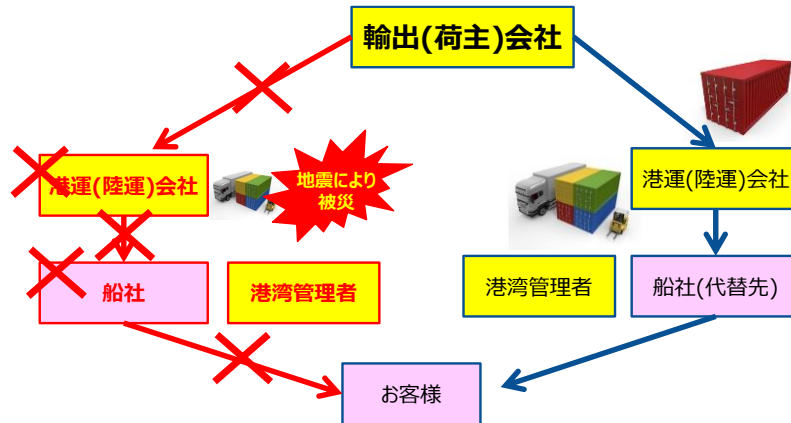 輸出(荷主)会社
港運(陸運)会社
地震により
被災
港運(陸運)会社
船社
港湾管理者
港湾管理者
船社(代替先)
お客様